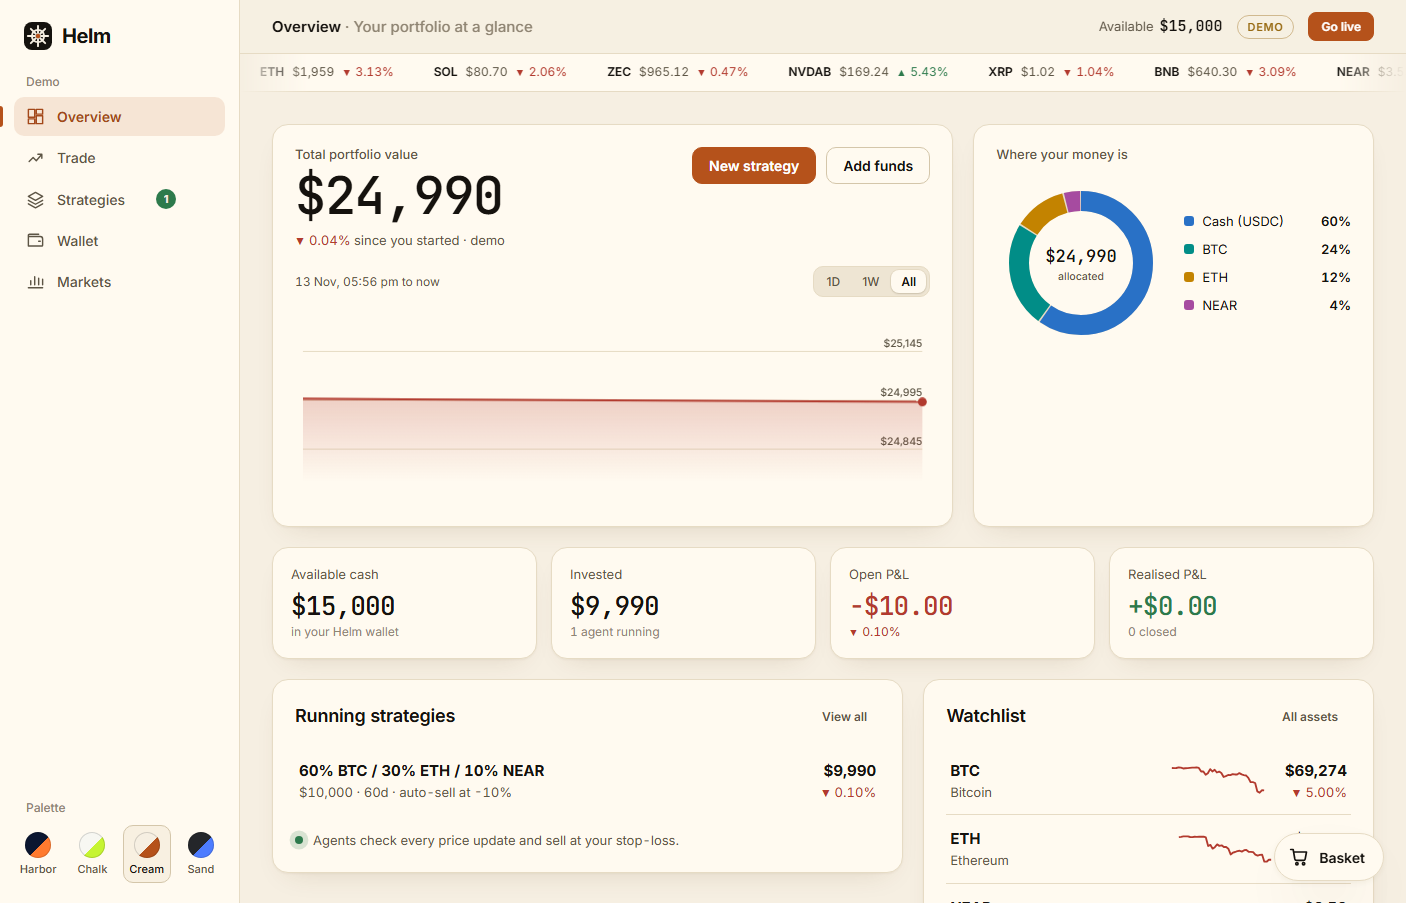 Helm
Demo
Overview
Trade
Strategies 1
Wallet
Markets
Palette
Harbor Chalk Cream Sand
Overview · Your portfolio at a glance
Available $15,000 DEMO Go live
ETH $1,959 ▼ 3.13% SOL $80.70 ▼ 2.06% ZEC $965.12 ▼ 0.47% NVDAB $169.24 ▲ 5.43% XRP $1.02 ▼ 1.04% BNB $640.30 ▼ 3.09% NEAR
Total portfolio value
$24,990
▼ 0.04% since you started · demo
New strategy Add funds
13 Nov, 05:56 pm to now
1D 1W All
$25,145
$24,995
$24,845
Where your money is
$24,990
allocated
Cash (USDC) 60%
BTC 24%
ETH 12%
NEAR 4%
Available cash
$15,000
in your Helm wallet
Invested
$9,990
1 agent running
Open P&L
-$10.00
▼ 0.10%
Realised P&L
+$0.00
0 closed
Running strategies View all
60% BTC / 30% ETH / 10% NEAR $9,990
$10,000 · 60d · auto-sell at -10% ▼ 0.10%
Agents check every price update and sell at your stop-loss.
Watchlist All assets
BTC $69,274
Bitcoin ▼ 5.00%
ETH
Ethereum
Basket